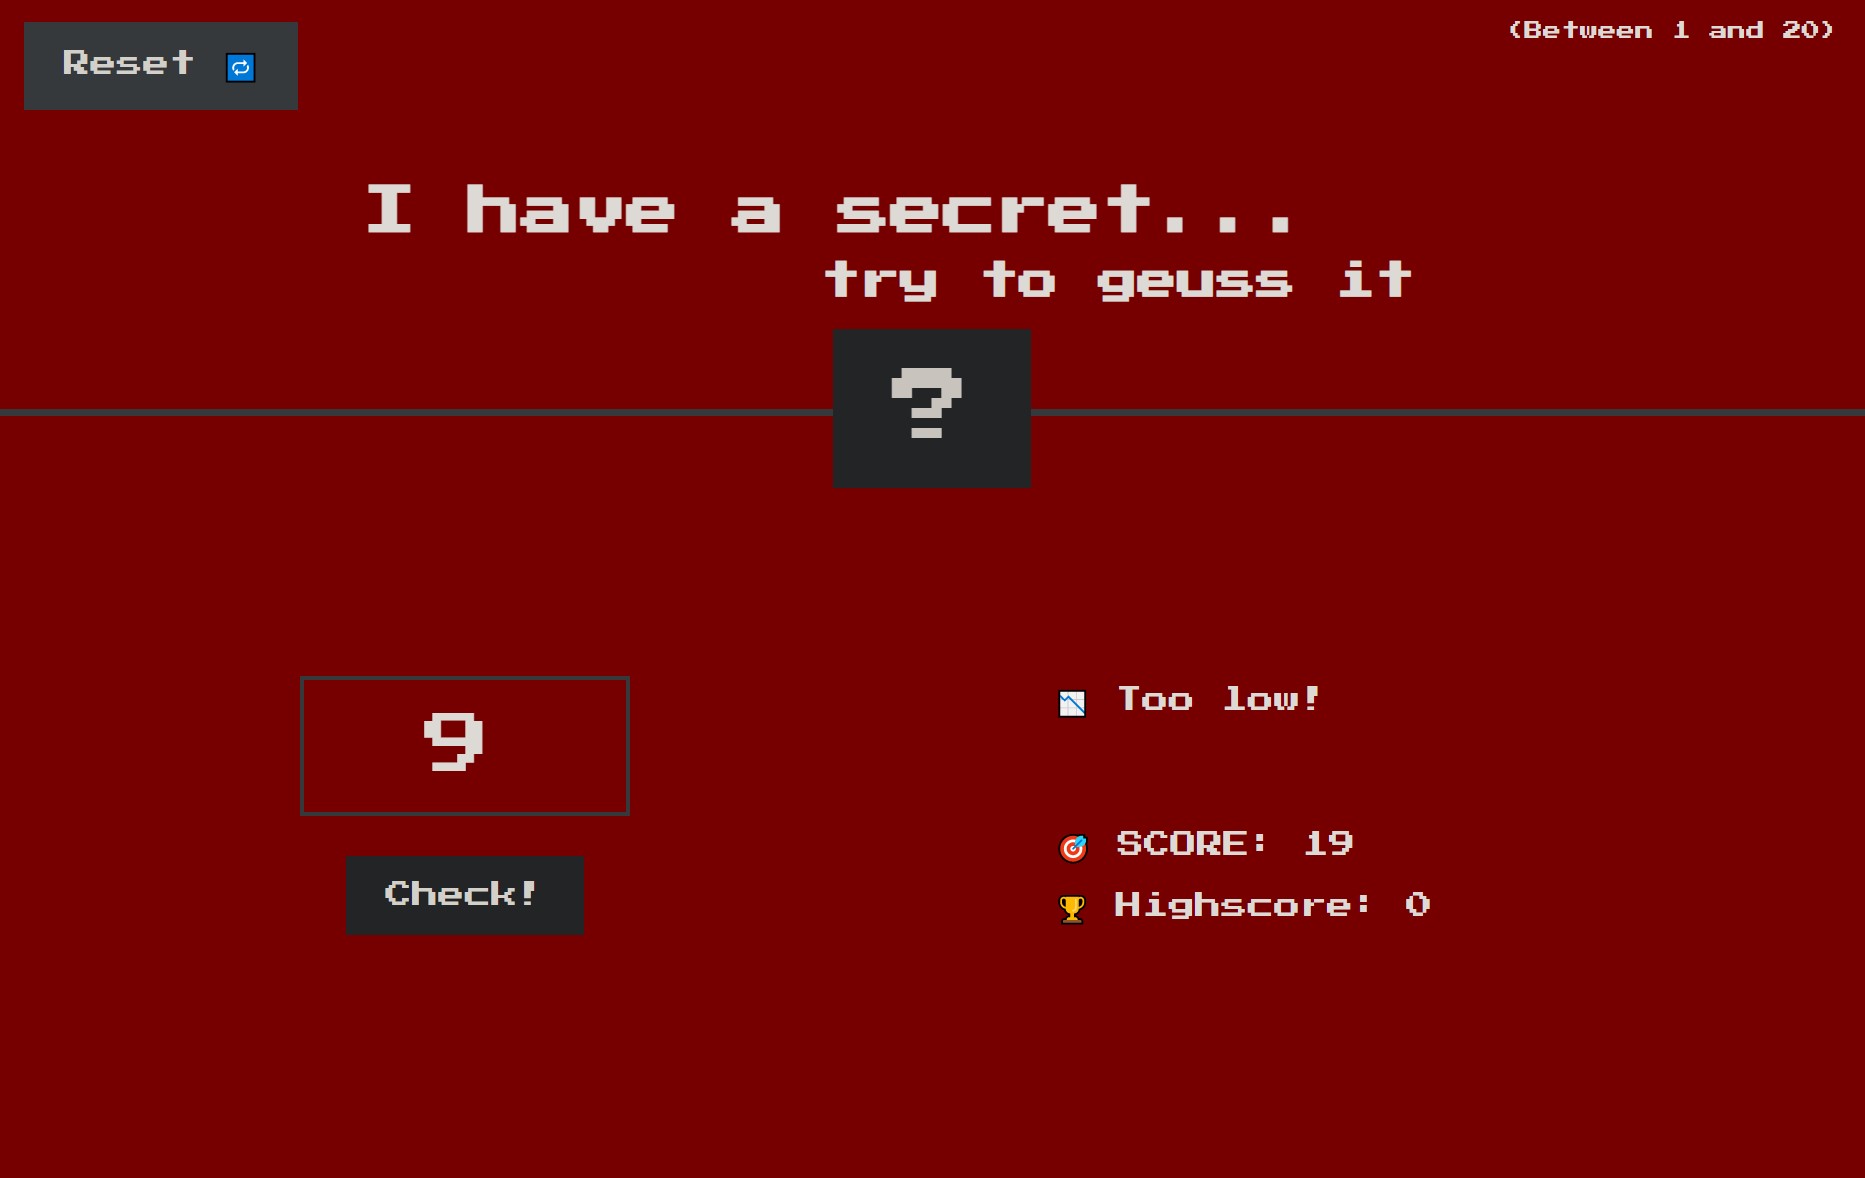 Reset
(Between 1 and 20)
I have a secret...
try to geuss it
?
9
Too low!
Check!
SCORE: 19
Highscore: 0